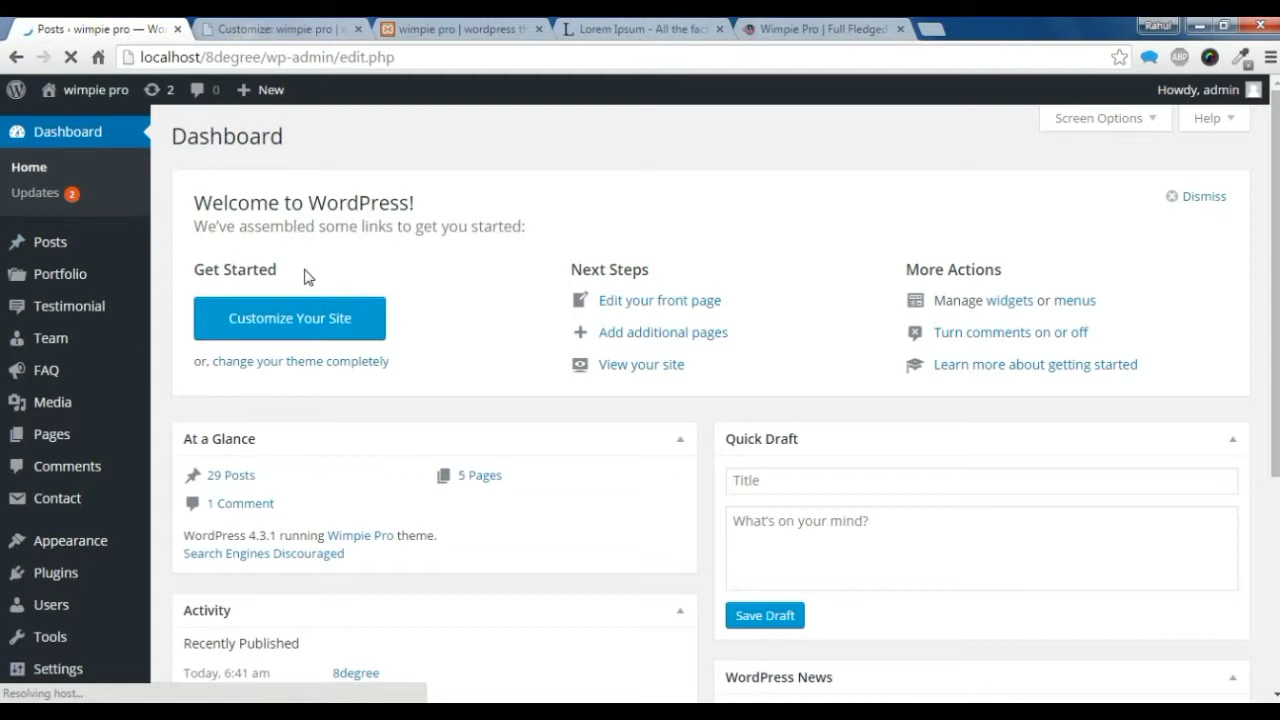 Posts ‹ wimpie pro — Wo
Customize: wimpie pro |
wimpie pro | wordpress th
Lorem Ipsum - All the fac
Wimpie Pro | Full Fledged
Rahul
localhost/8degree/wp-admin/edit.php
ABP
wimpie pro
2
0
New
Howdy, admin
Dashboard
Home
Updates 2
Posts
Portfolio
Testimonial
Team
FAQ
Media
Pages
Comments
Contact
Appearance
Plugins
Users
Tools
Settings
Resolving host...
Dashboard
Screen Options
Help
Welcome to WordPress!
Dismiss
We've assembled some links to get you started:
Get Started
Customize Your Site
or, change your theme completely
Next Steps
Edit your front page
Add additional pages
View your site
More Actions
Manage widgets or menus
Turn comments on or off
Learn more about getting started
At a Glance
29 Posts
5 Pages
1 Comment
WordPress 4.3.1 running Wimpie Pro theme.
Search Engines Discouraged
Activity
Recently Published
Today, 6:41 am
8degree
Quick Draft
Title
What's on your mind?
Save Draft
WordPress News